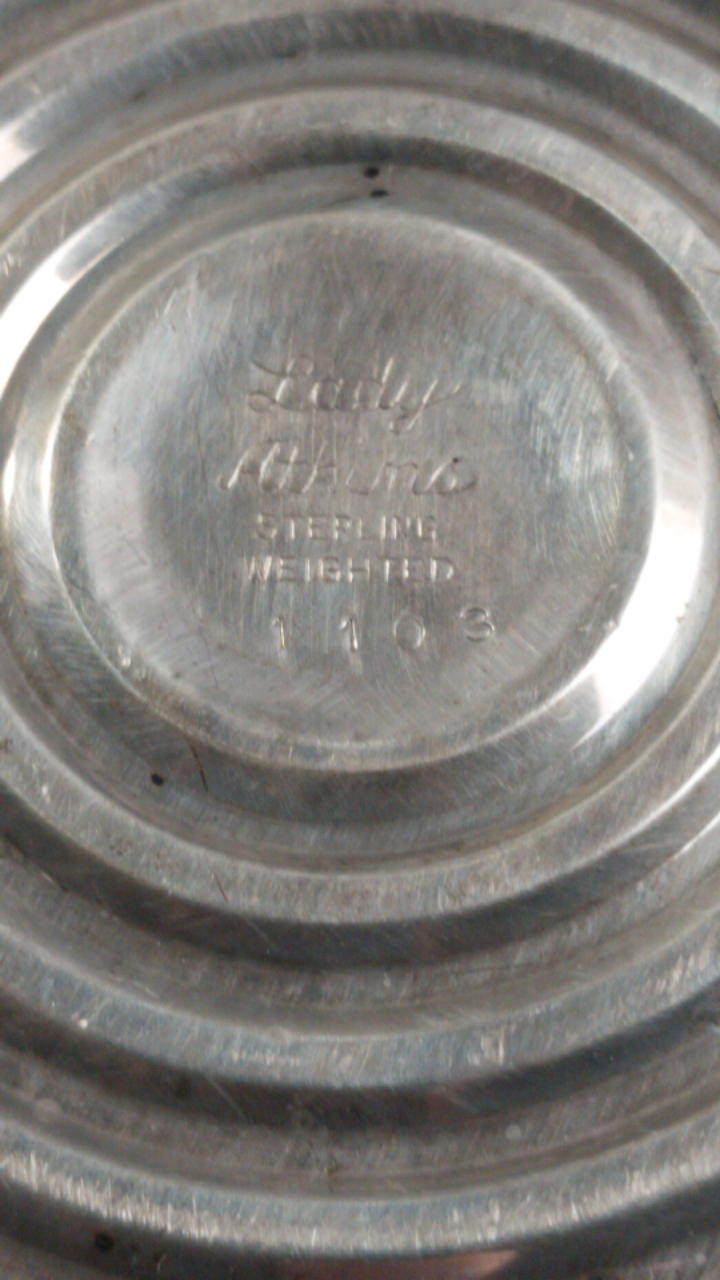 Lady
Atkins
STERLING
WEIGHTED
1103